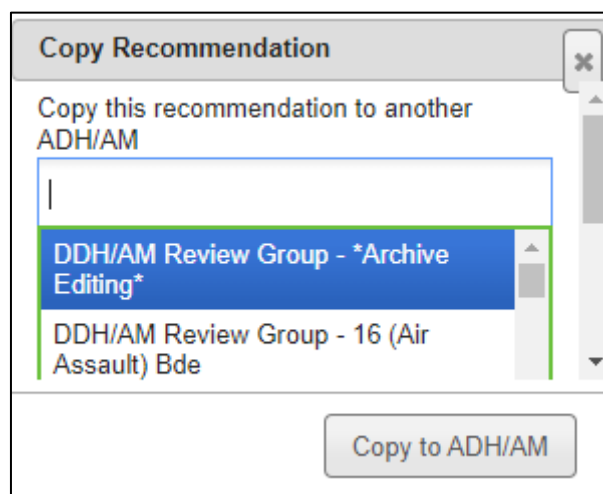 Copy Recommendation
Copy this recommendation to another
ADH/AM
DDH/AM Review Group - *Archive
Editing*
DDH/AM Review Group - 16 (Air
Assault) Bde
Copy to ADH/AM